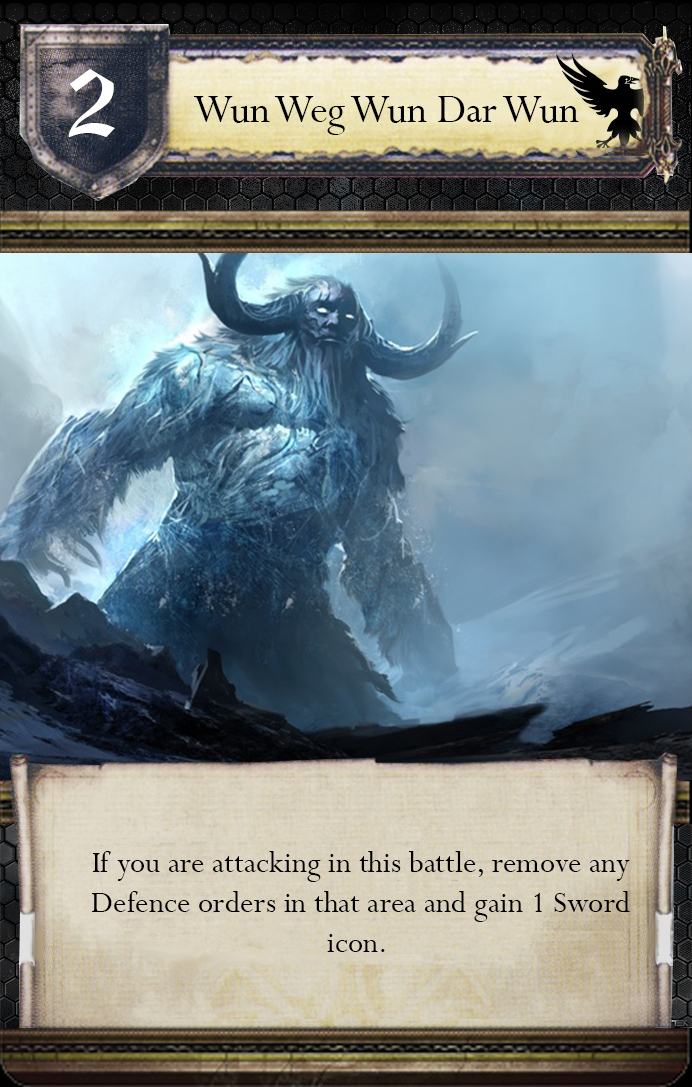 2
Wun Weg Wun Dar Wun
If you are attacking in this battle, remove any
Defence orders in that area and gain 1 Sword
icon.